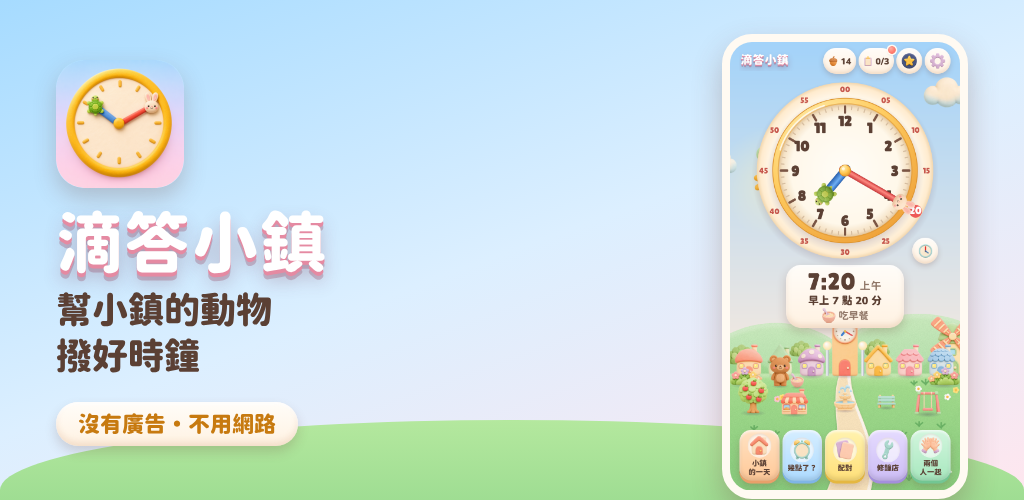 滴答小鎮
幫小鎮的動物
撥好時鐘
沒有廣告・不用網路
滴答小鎮
14
0/3
00
05
10
15
20
25
30
35
40
45
50
55
12
1
2
3
4
5
6
7
8
9
10
11
7:20 上午
早上 7 點 20 分
吃早餐
小鎮
的一天
幾點了？
配對
修鐘店
兩個
人一起